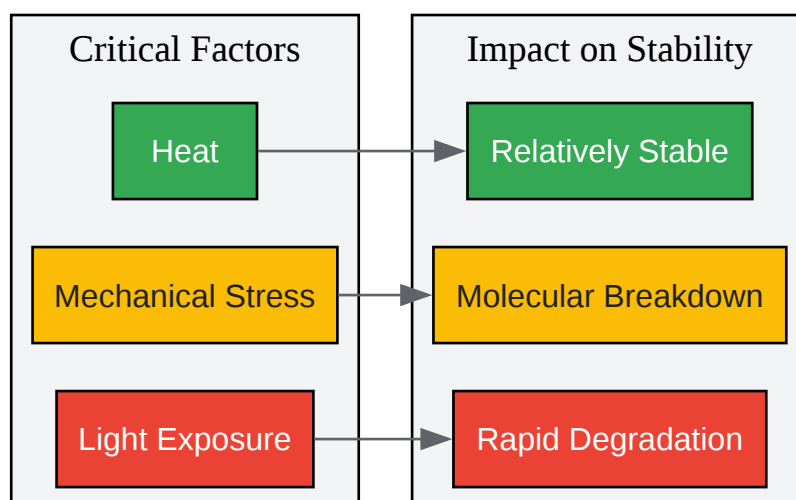 Critical Factors
Impact on Stability
Heat
Relatively Stable
Mechanical Stress
Molecular Breakdown
Light Exposure
Rapid Degradation